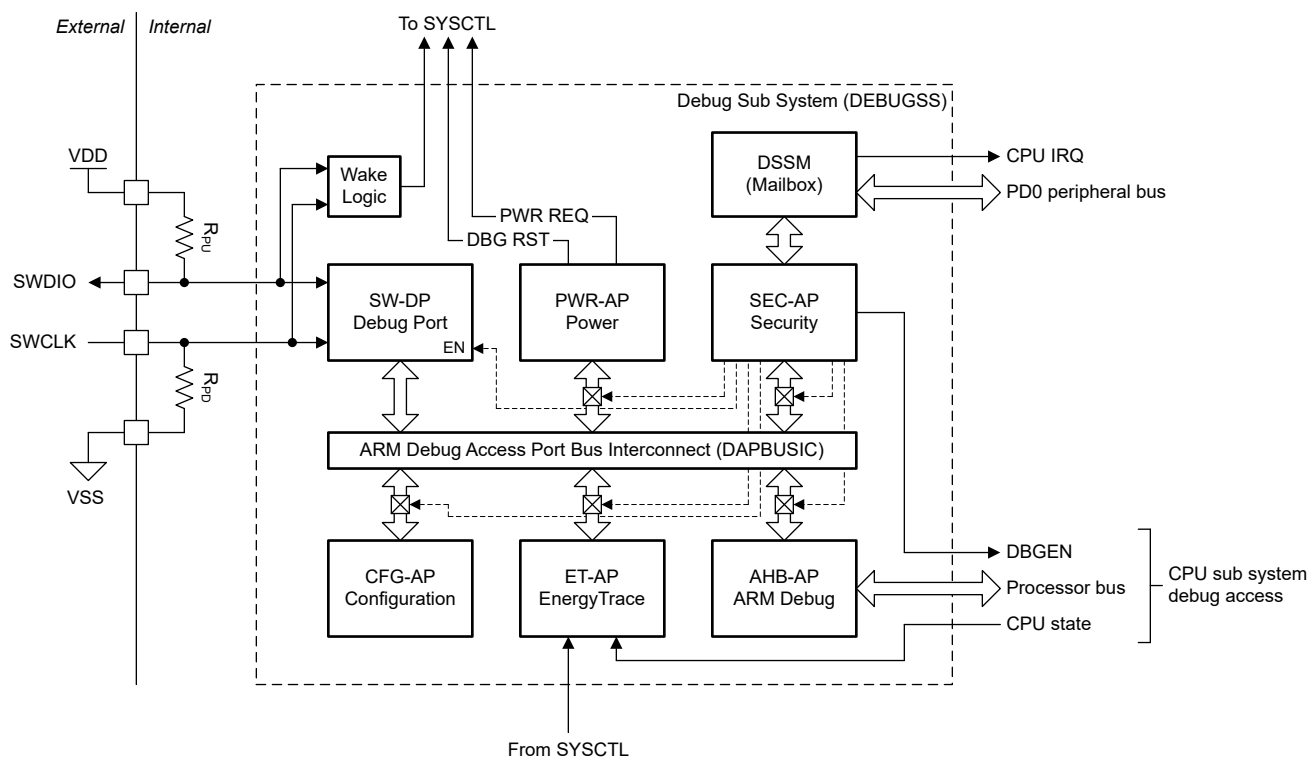 External
Internal
To SYSCTL
Debug Sub System (DEBUGSS)
VDD
Wake
Logic
DSSM
(Mailbox)
CPU IRQ
PD0 peripheral bus
RPU
PWR REQ
DBG RST
SWDIO
SW-DP
Debug Port
EN
PWR-AP
Power
SEC-AP
Security
SWCLK
RPD
ARM Debug Access Port Bus Interconnect (DAPBUSIC)
VSS
CFG-AP
Configuration
ET-AP
EnergyTrace
AHB-AP
ARM Debug
DBGEN
Processor bus
CPU state
CPU sub system
debug access
From SYSCTL